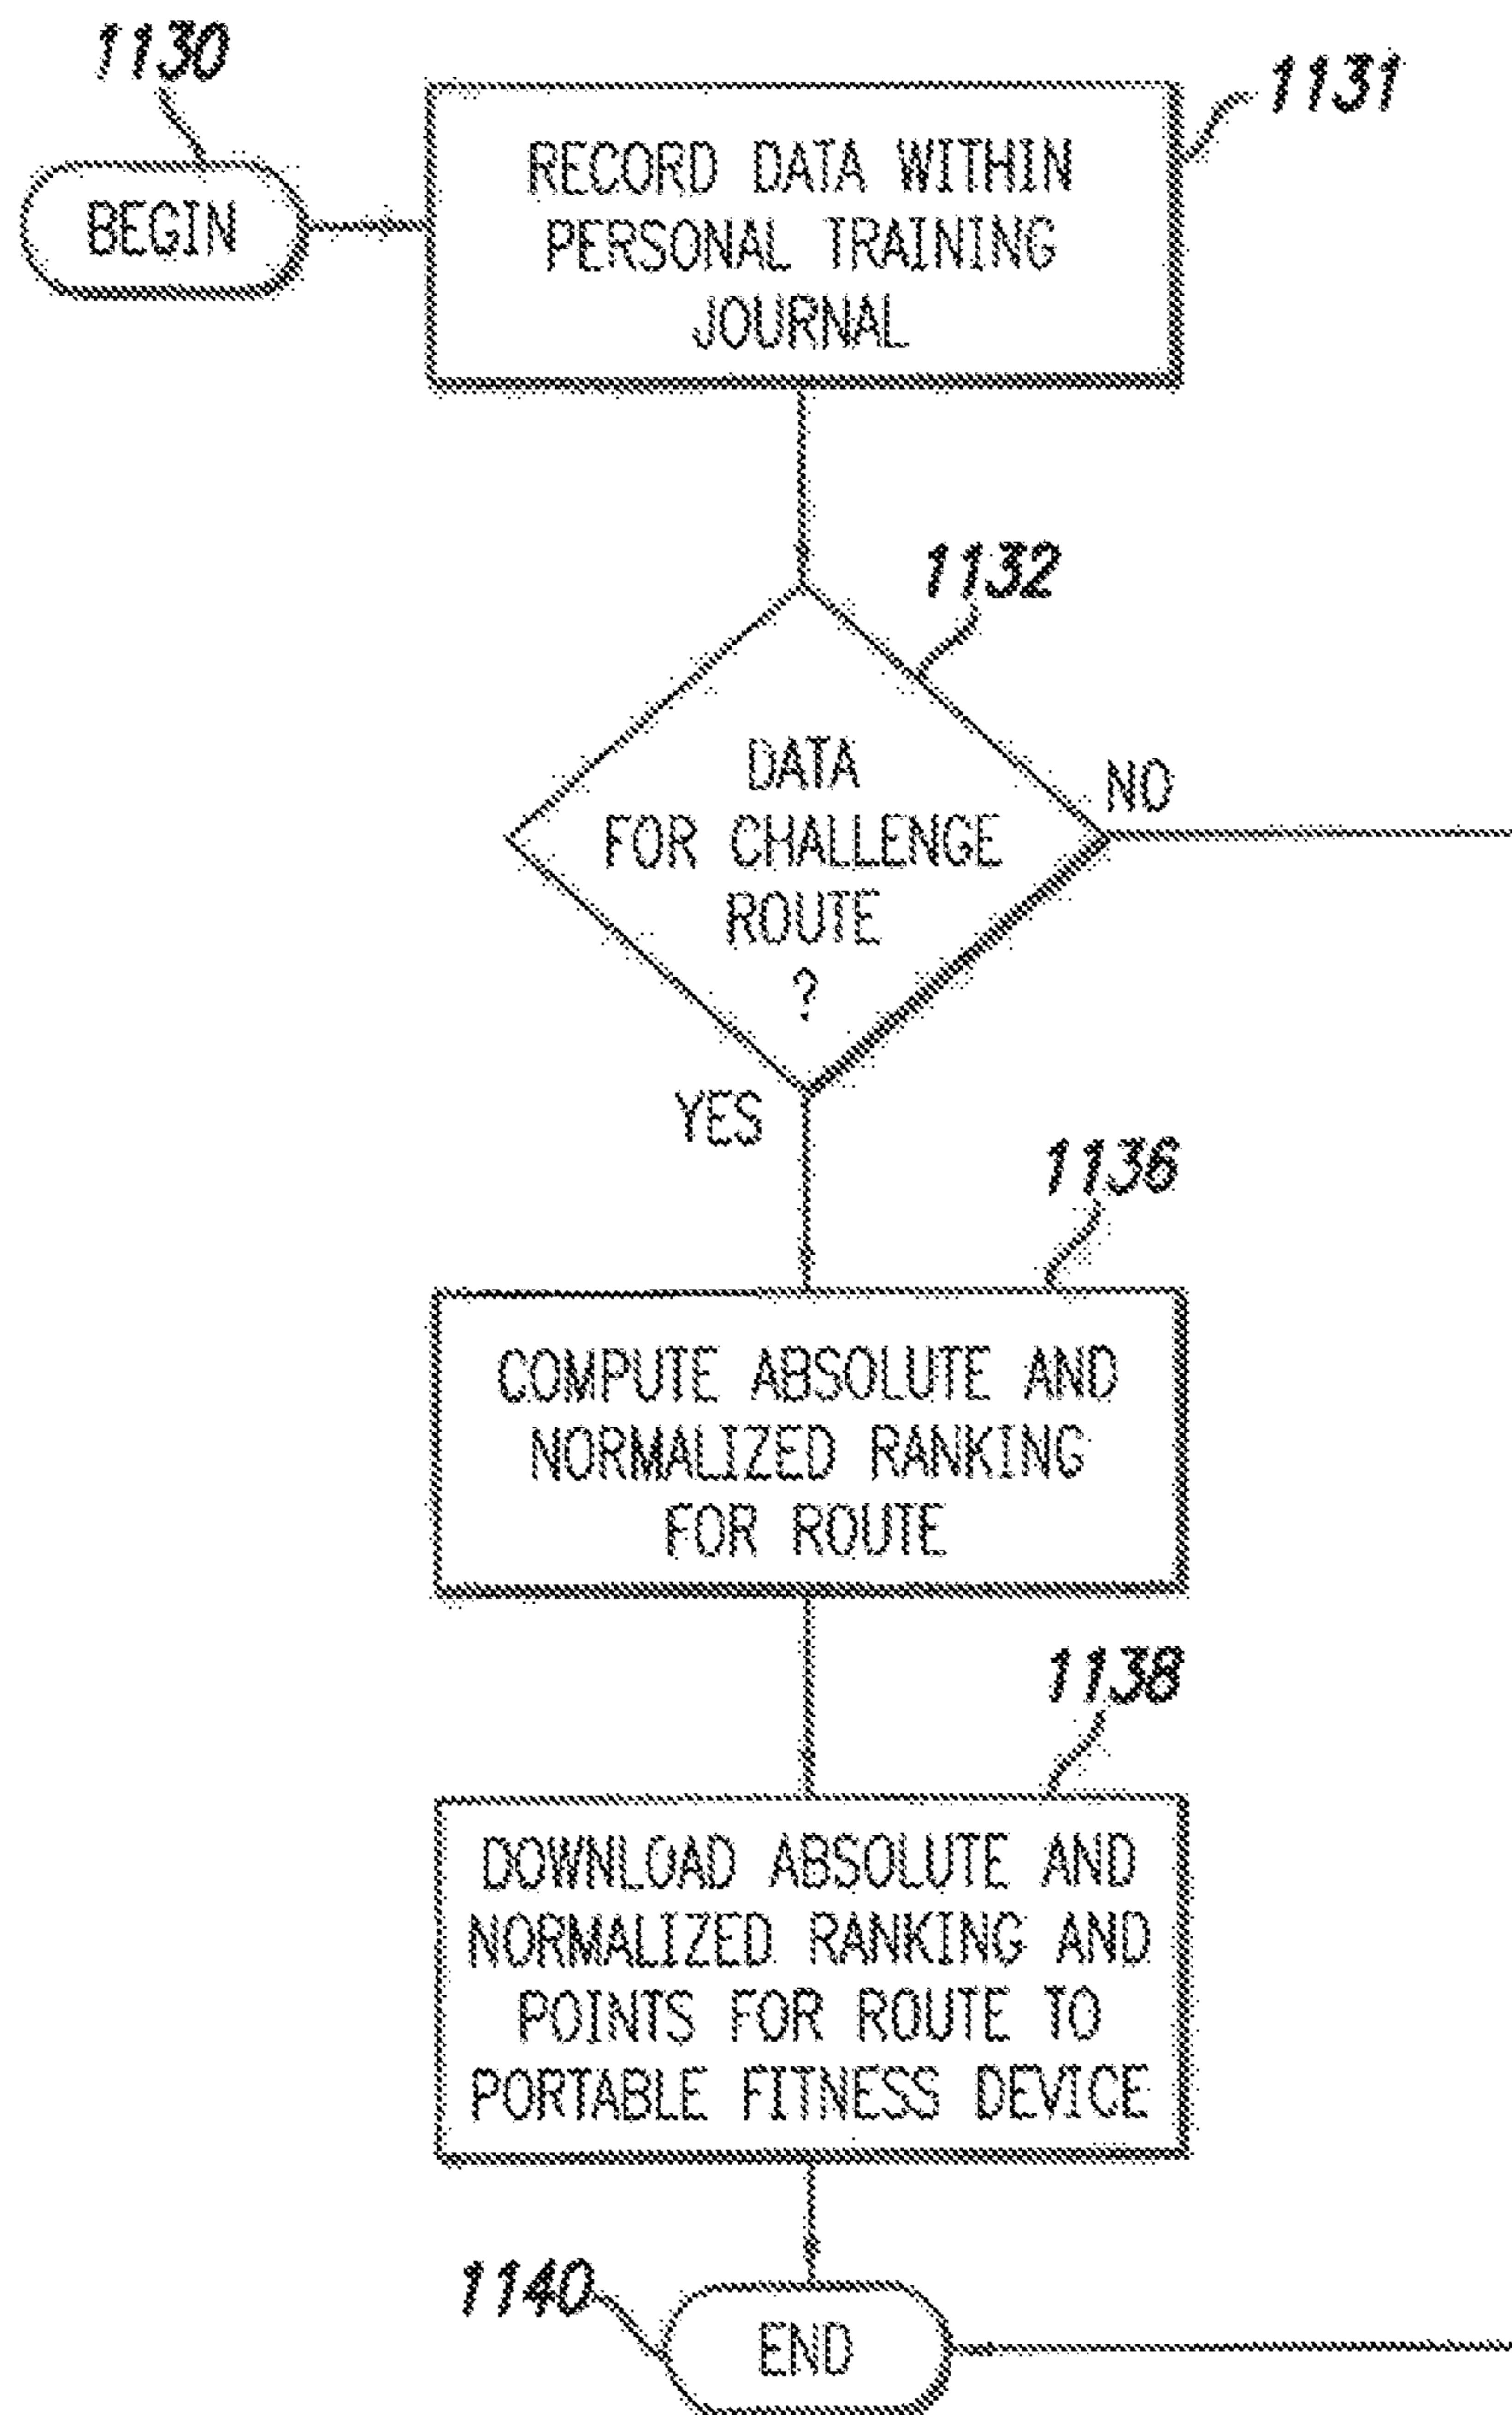 1130
BEGIN
1131
RECORD DATA WITHIN
PERSONAL TRAINING
JOURNAL
1132
DATA
FOR CHALLENGE
ROUTE
?
NO
YES
1136
COMPUTE ABSOLUTE AND
NORMALIZED RANKING
FOR ROUTE
1138
DOWNLOAD ABSOLUTE AND
NORMALIZED RANKING AND
POINTS FOR ROUTE TO
PORTABLE FITNESS DEVICE
1140
END